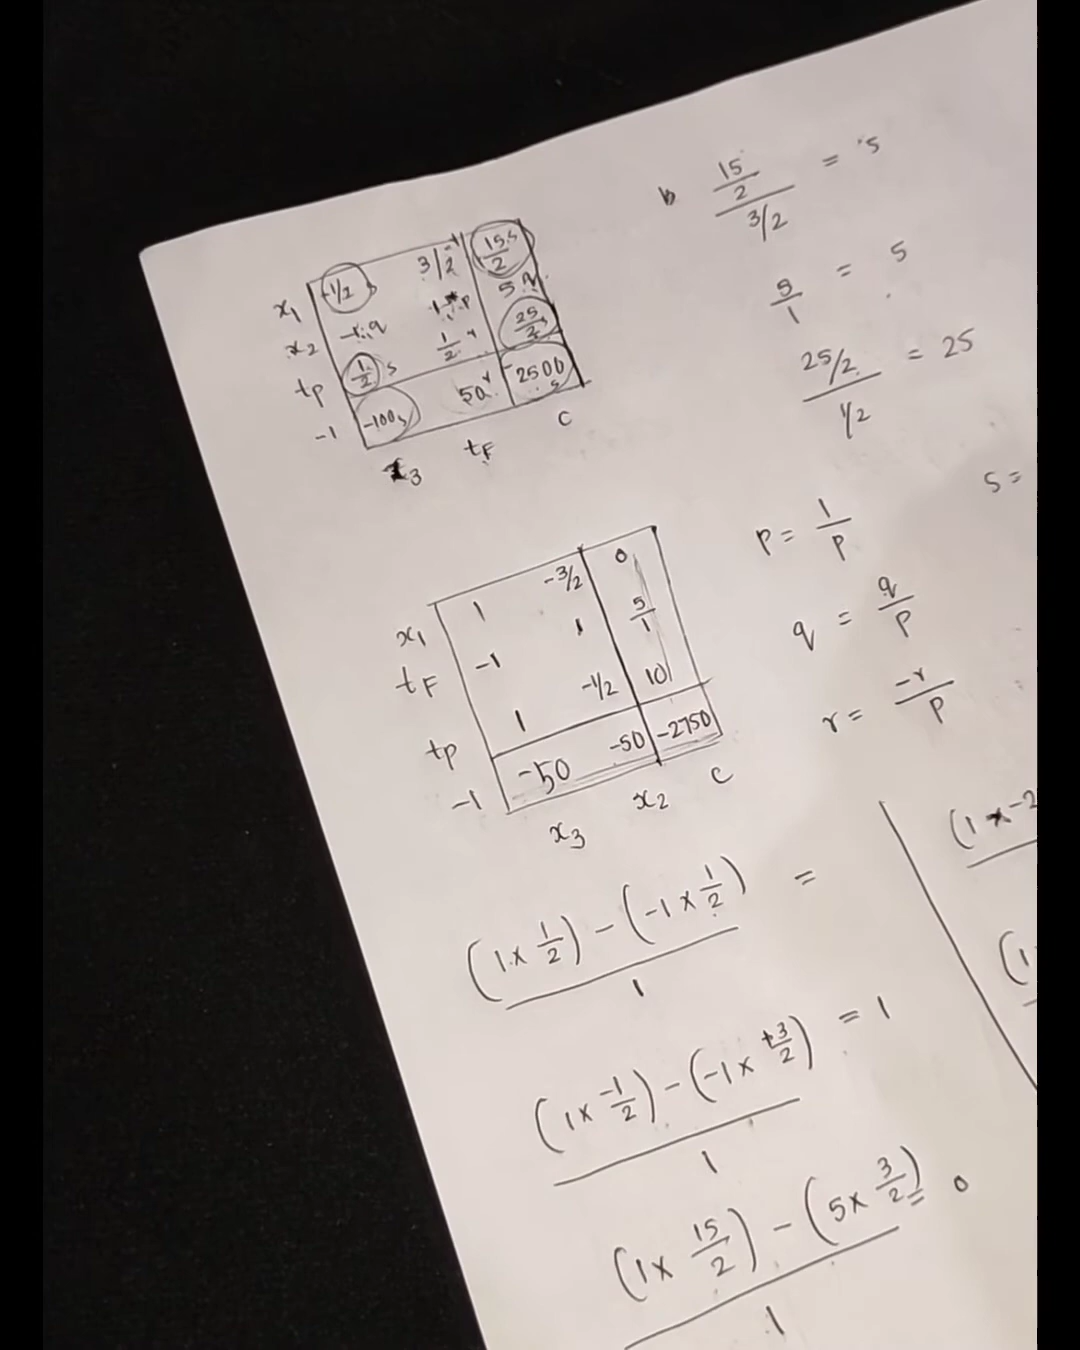 x₁ -1/2 s 3/2 r 15/2 s
x₂ -1 q 1 p 5 q
tp 1/2 s 1/2 r 25/2 s
-1 -100 s 50 r -2500 s
x₃ tF C
15/2 / 3/2 = 5
5/1 = 5
25/2 / 1/2 = 25
x₁ 1 -3/2 0
tF -1 1 5/1
tp 1 -1/2 10
-1 -50 -50 -2750
x₃ x₂ C
p = 1/p
s =
q = q/p
r = -r/p
(1 × 1/2) - (-1 × 1/2) / 1 =
(1 × -1/2) - (-1 × +3/2) / 1 = 1
(1 × 15/2) - (5 × 3/2) / 1 = 0
(1 × -2
(1